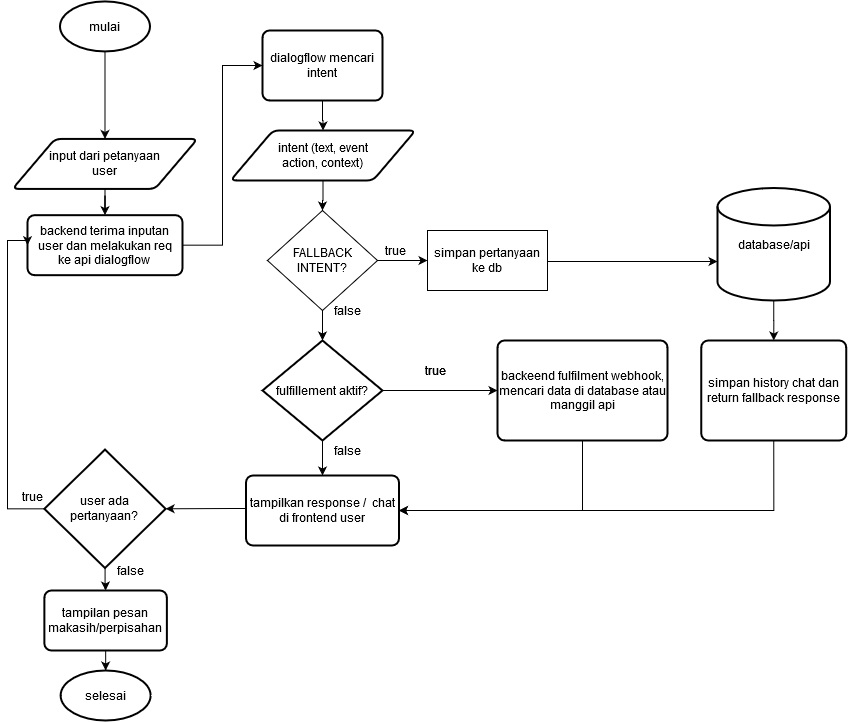 mulai
input dari petanyaan
user
backend terima inputan
user dan melakukan req
ke api dialogflow
dialogflow mencari
intent
intent (text, event
action, context)
FALLBACK
INTENT?
true
simpan pertanyaan
ke db
database/api
false
fulfillement aktif?
true
backeend fulfilment webhook,
mencari data di database atau
manggil api
simpan history chat dan
return fallback response
false
tampilkan response / chat
di frontend user
user ada
pertanyaan?
true
false
tampilan pesan
makasih/perpisahan
selesai